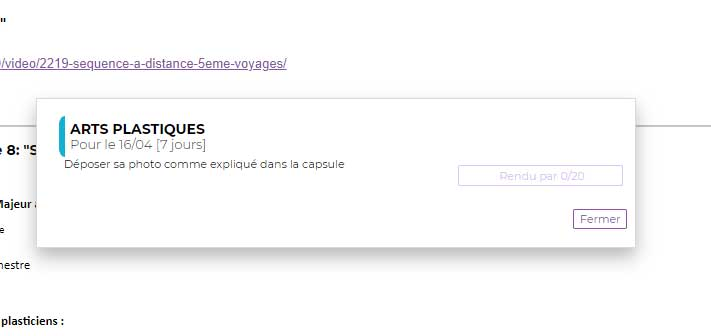 "
/video/2219-sequence-a-distance-5eme-voyages/
ARTS PLASTIQUES
Pour le 16/04 [7 jours]
Déposer sa photo comme expliqué dans la capsule
Rendu par 0/20
Fermer
8: "S
Majeur
plasticiens :